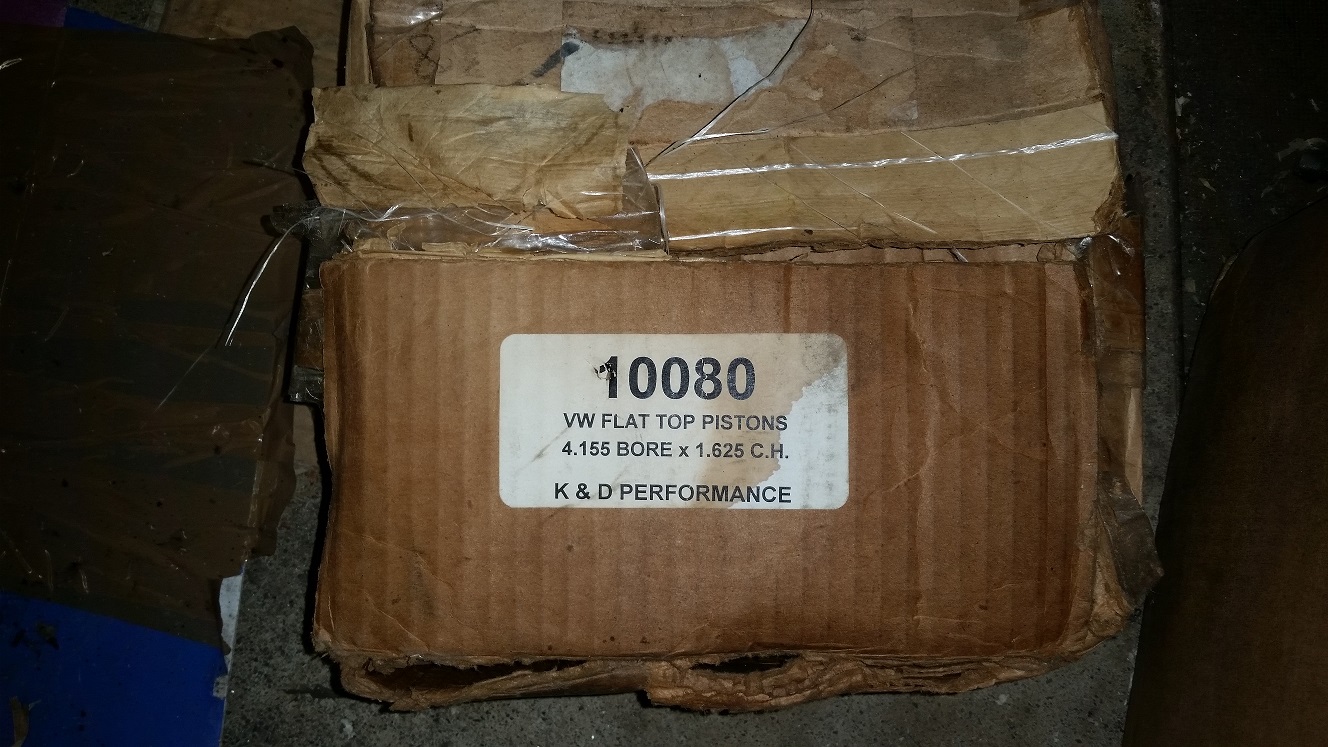 10080
VW FLAT TOP PISTONS
4.155 BORE x 1.625 C.H.
K & D PERFORMANCE